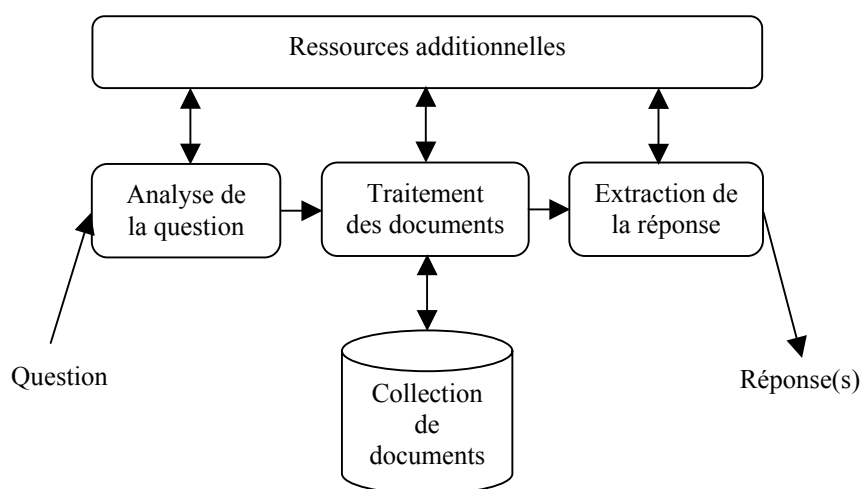 Ressources additionnelles
Analyse de
la question
Traitement
des documents
Extraction de
la réponse
Question
Réponse(s)
Collection
de
documents